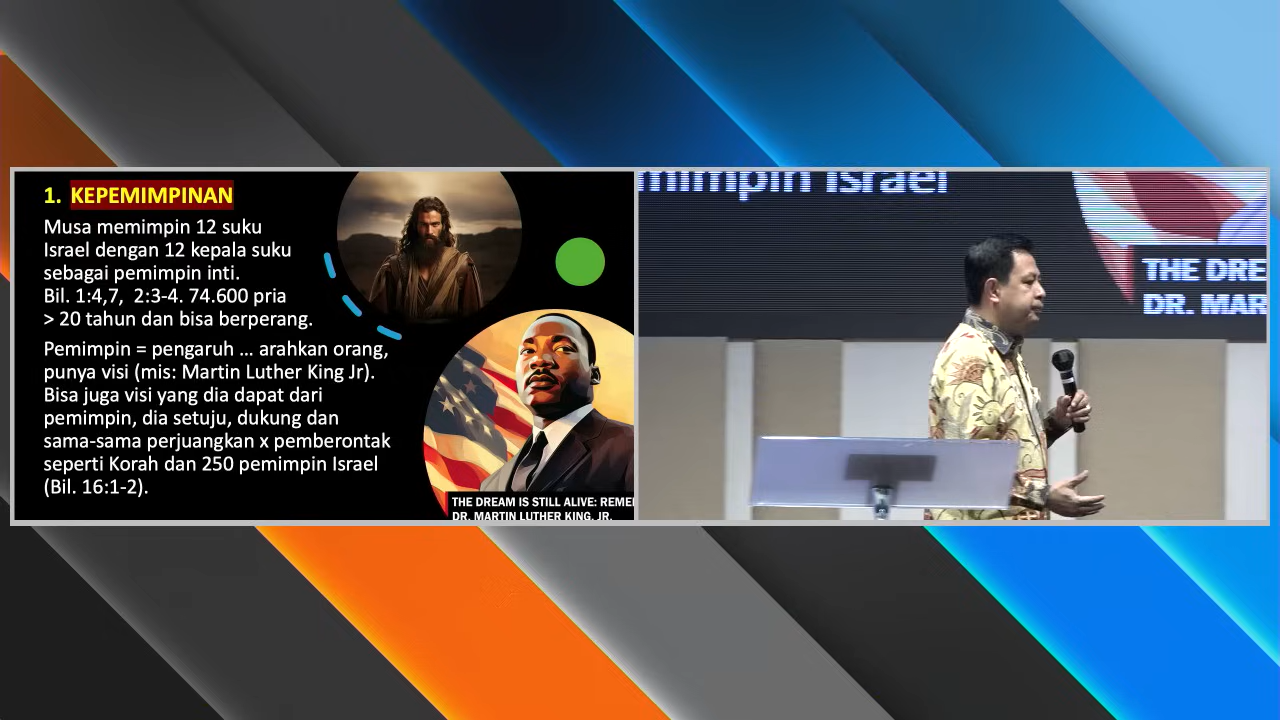 1. KEPEMIMPINAN
Musa memimpin 12 suku
Israel dengan 12 kepala suku
sebagai pemimpin inti.
Bil. 1:4,7, 2:3-4. 74.600 pria
> 20 tahun dan bisa berperang.
Pemimpin = pengaruh ... arahkan orang,
punya visi (mis: Martin Luther King Jr).
Bisa juga visi yang dia dapat dari
pemimpin, dia setuju, dukung dan
sama-sama perjuangkan x pemberontak
seperti Korah dan 250 pemimpin Israel
(Bil. 16:1-2).
THE DREAM IS STILL ALIVE: REME
DR. MARTIN LUTHER KING, JR.
mimpin Israel
THE DRE
DR. MAR